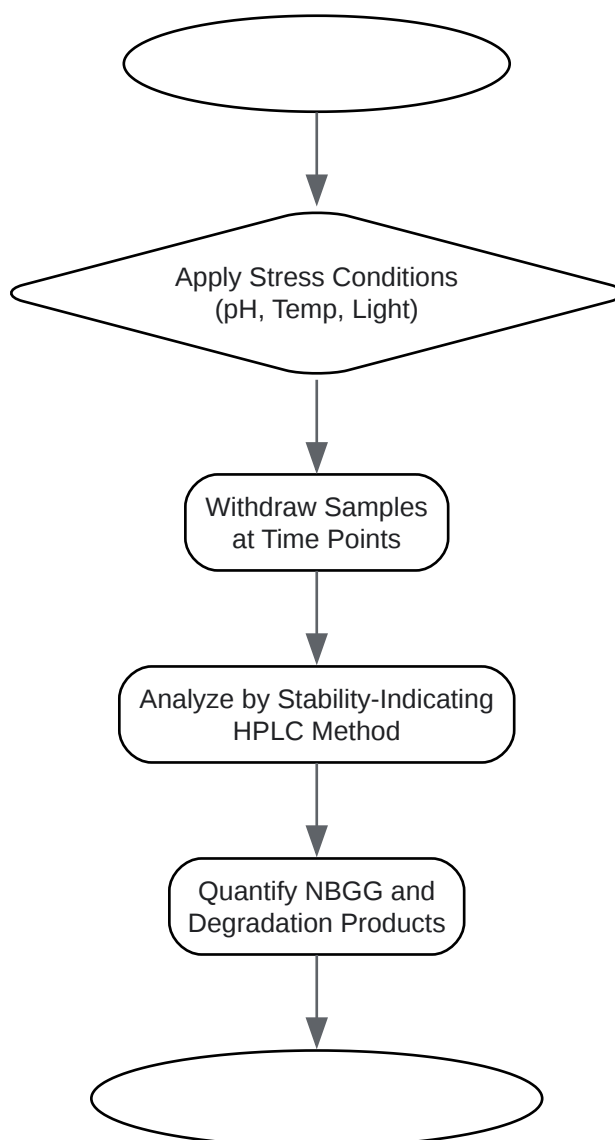 Apply Stress Conditions
(pH, Temp, Light)
Withdraw Samples
at Time Points
Analyze by Stability-Indicating
HPLC Method
Quantify NBGG and
Degradation Products